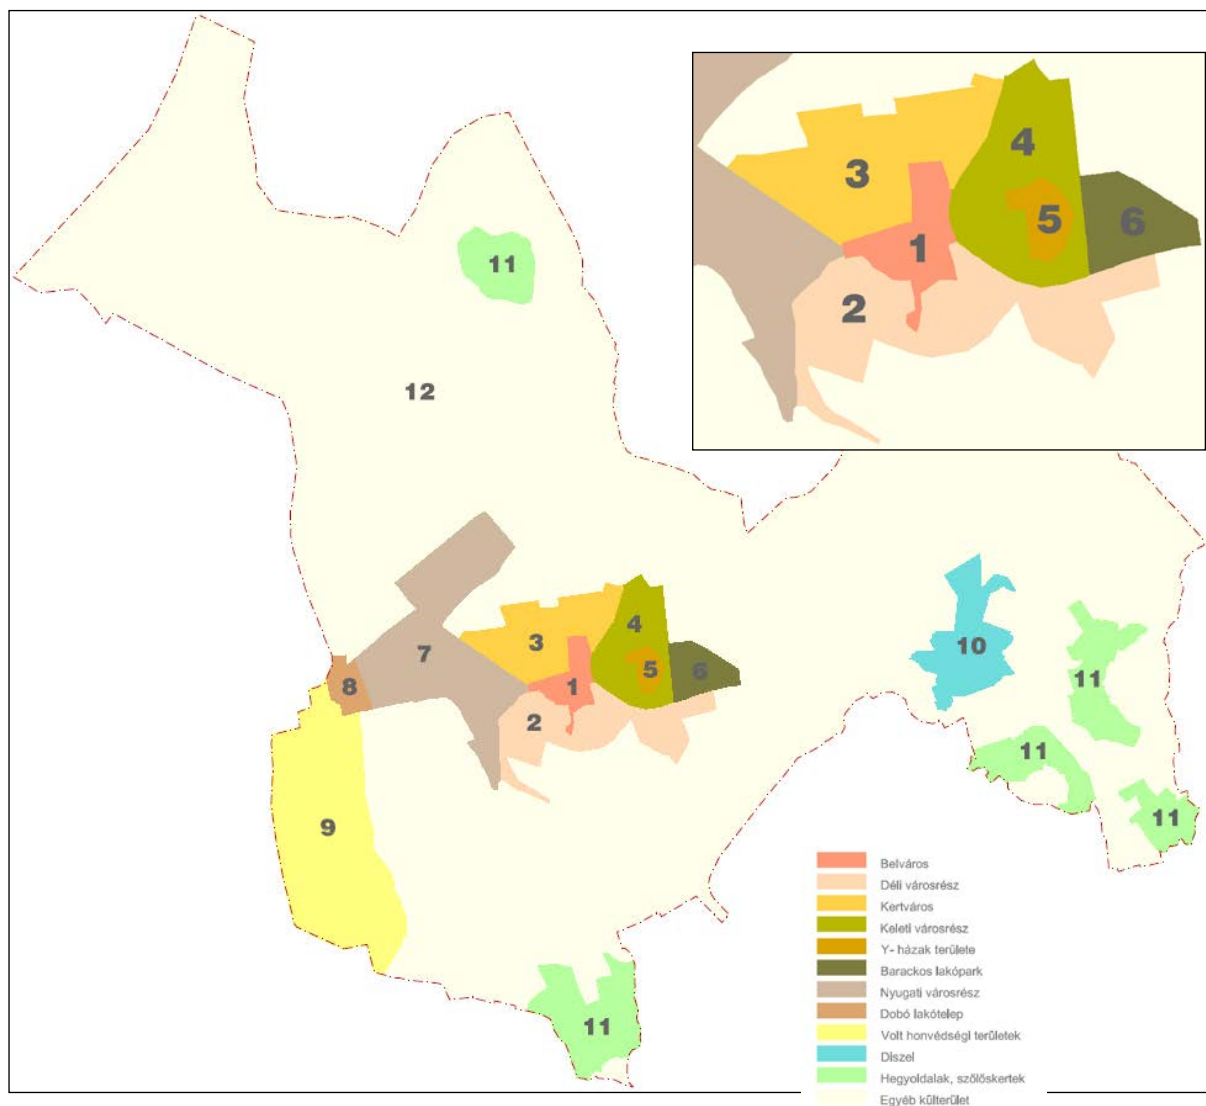 4
3
5
6
1
2
11
12
4
3
7
5
6
10
8
1
11
2
11
11
9
11
Belváros
Déli városrész
Kertváros
Keleti városrész
Y- házak területe
Barackos lakópark
Nyugati városrész
Dobó lakótelep
Volt honvédségi területek
Diszel
Hegyoldalak, szőlőskertek
Egyéb külterület